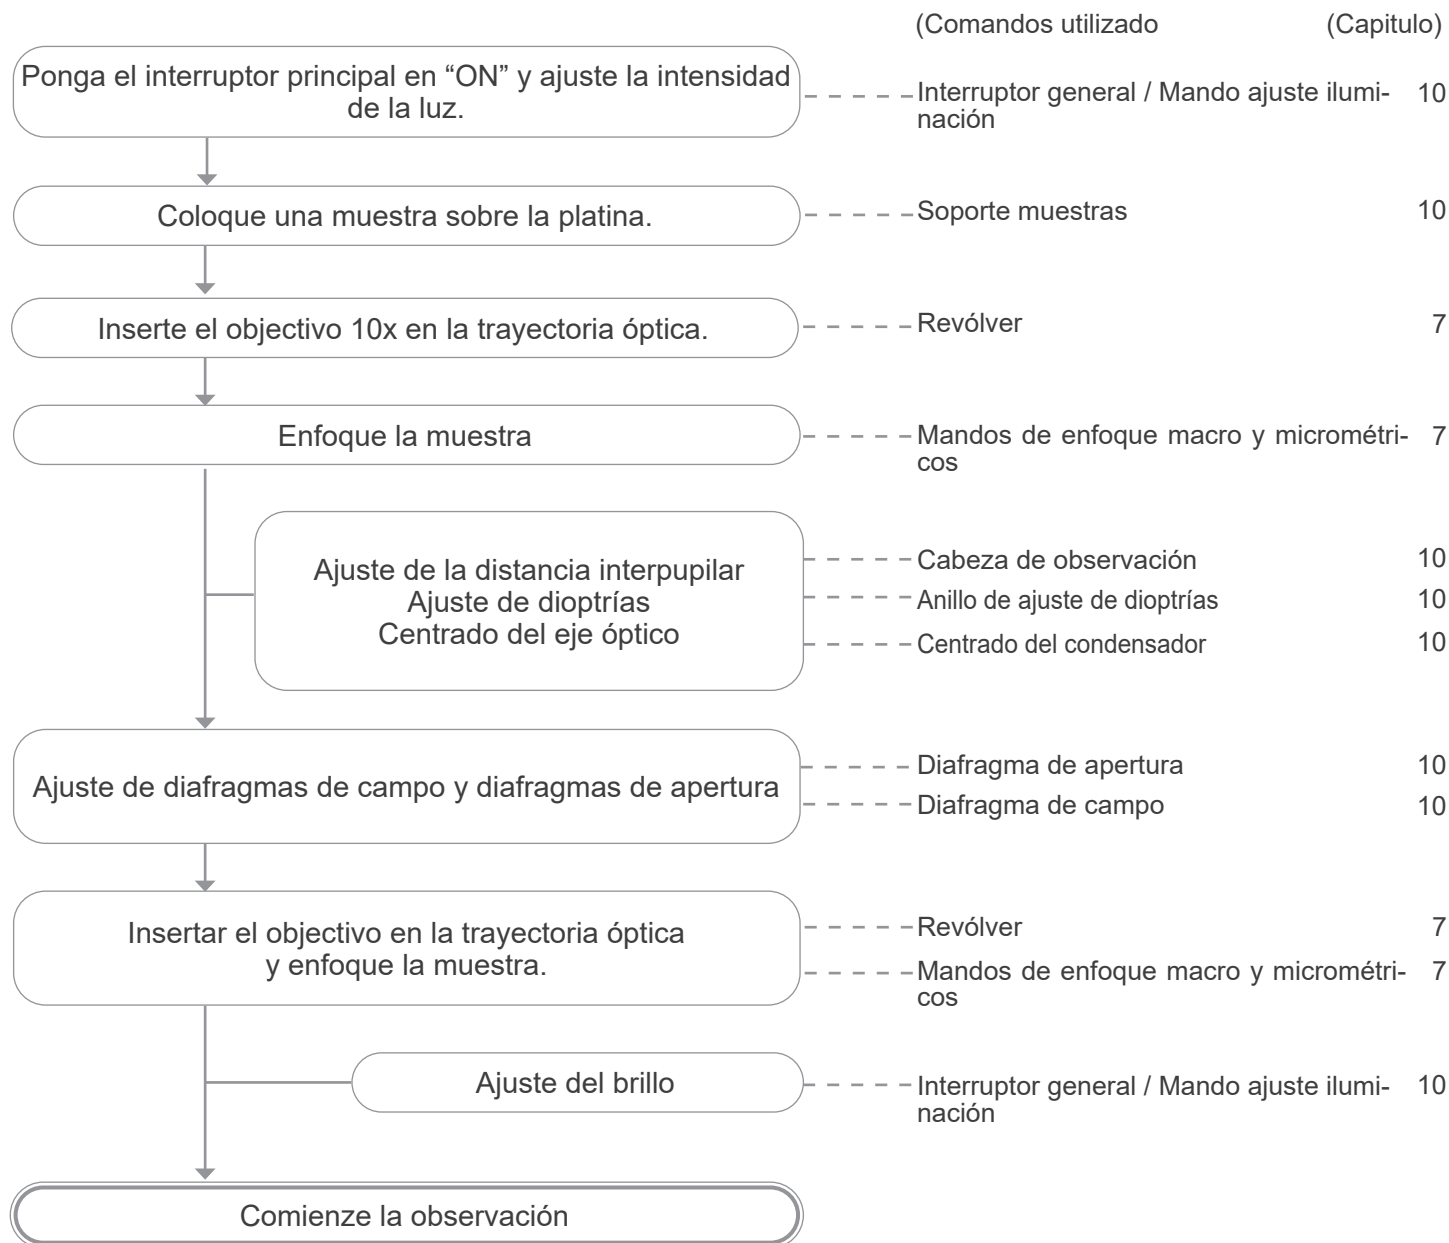 (Comandos utilizado (Capitulo)
Ponga el interruptor principal en “ON” y ajuste la intensidad
de la luz.
Interruptor general / Mando ajuste ilumi- 10
nación
Coloque una muestra sobre la platina.
Soporte muestras 10
Inserte el objectivo 10x en la trayectoria óptica.
Revólver 7
Enfoque la muestra
Mandos de enfoque macro y micrométri- 7
cos
Ajuste de la distancia interpupilar
Ajuste de dioptrías
Centrado del eje óptico
Cabeza de observación 10
Anillo de ajuste de dioptrías 10
Centrado del condensador 10
Ajuste de diafragmas de campo y diafragmas de apertura
Diafragma de apertura 10
Diafragma de campo 10
Insertar el objectivo en la trayectoria óptica
y enfoque la muestra.
Revólver 7
Mandos de enfoque macro y micrométri- 7
cos
Ajuste del brillo
Interruptor general / Mando ajuste ilumi- 10
nación
Comienze la observación